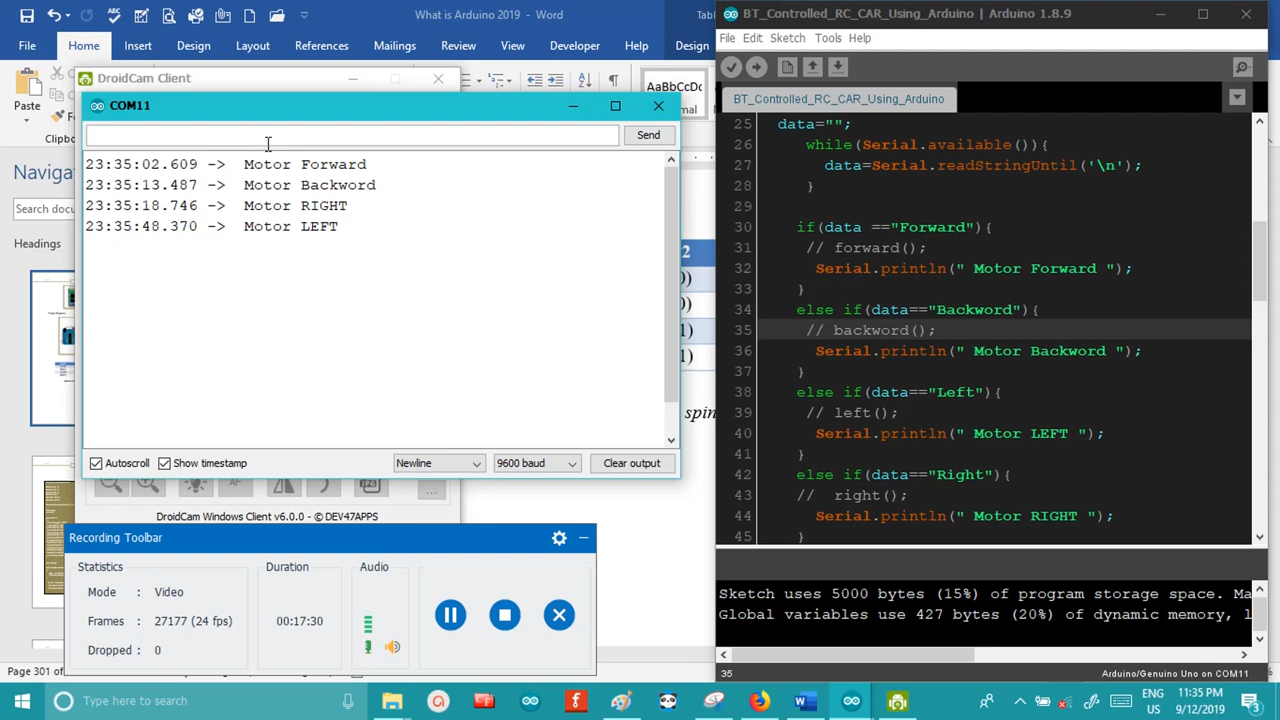 What is Arduino 2019 - Word
File
Home
Insert
Design
Layout
References
Mailings
Review
View
Developer
Help
Design
Paste
Clipb
AaBbCcDc
mal
Navig
Search docu
Headings
spin
Page 301 of
DroidCam Client
COM11
Send
23:35:02.609 -> Motor Forward
23:35:13.487 -> Motor Backword
23:35:18.746 -> Motor RIGHT
23:35:48.370 -> Motor LEFT
Autoscroll
Show timestamp
Newline
9600 baud
Clear output
DroidCam Windows Client v6.0.0 - © DEV47APPS
Recording Toolbar
Statistics
Duration
Audio
Mode : Video
Frames : 27177 (24 fps)
00:17:30
Dropped : 0
BT_Controlled_RC_CAR_Using_Arduino | Arduino 1.8.9
File Edit Sketch Tools Help
BT_Controlled_RC_CAR_Using_Arduino
25 data="";
26 while(Serial.available()){
27 data=Serial.readStringUntil('\n');
28 }
29
30 if(data =="Forward"){
31 // forward();
32 Serial.println(" Motor Forward ");
33 }
34 else if(data=="Backword"){
35 // backword();
36 Serial.println(" Motor Backword ");
37 }
38 else if(data=="Left"){
39 // left();
40 Serial.println(" Motor LEFT ");
41 }
42 else if(data=="Right"){
43 // right();
44 Serial.println(" Motor RIGHT ");
45 }
Sketch uses 5000 bytes (15%) of program storage space. Ma
Global variables use 427 bytes (20%) of dynamic memory, l
35
Arduino/Genuino Uno on COM11
Type here to search
ENG
US
11:35 PM
9/12/2019
3